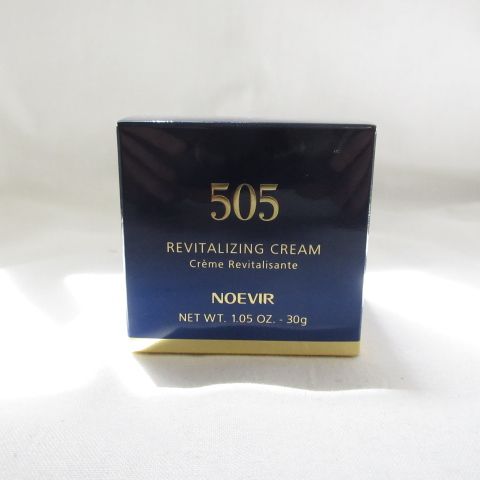 505
REVITALIZING CREAM
Crème Revitalisante
NOEVIR
NET WT. 1.05 OZ. - 30g